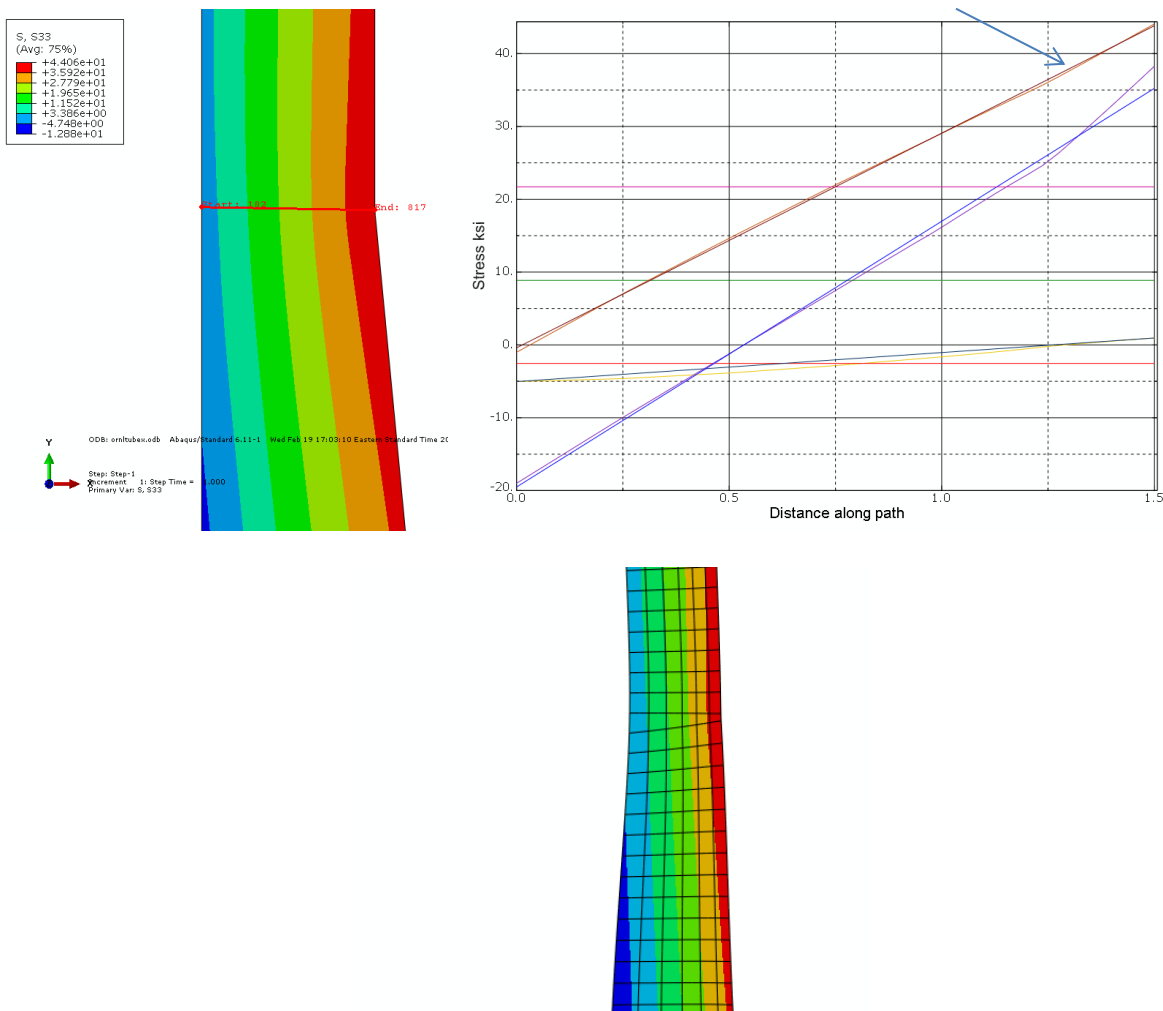 S, S33
(Avg: 75%)
+4.406e+01
+3.592e+01
+2.779e+01
+1.965e+01
+1.152e+01
+3.386e+00
-4.748e+00
-1.288e+01
Start: 182
End: 817
Y
X
ODB: ornltubex.odb Abaqus/Standard 6.11-1 Wed Feb 19 17:03:10 Eastern Standard Time 20
Step: Step-1
Increment 1: Step Time = 1.000
Primary Var: S, S33
40.
30.
20.
10.
0.
-10.
-20.
Stress ksi
0.0
0.5
1.0
1.5
Distance along path